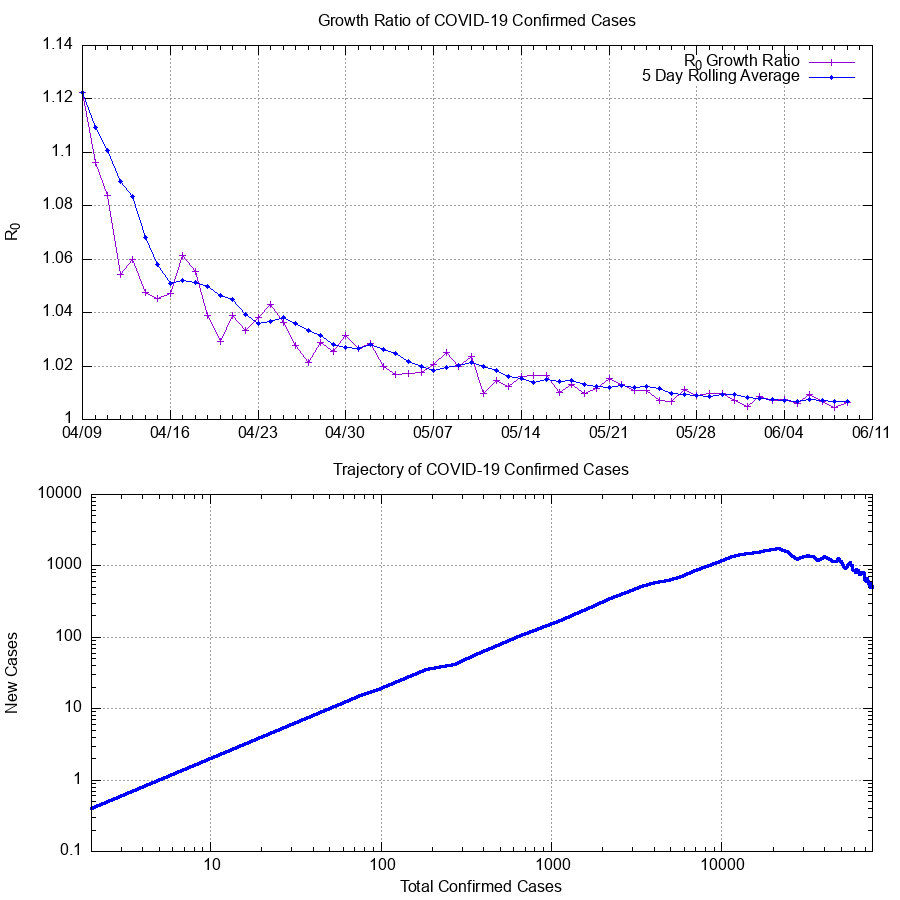 Growth Ratio of COVID-19 Confirmed Cases
1.14
1.12
1.1
1.08
1.06
1.04
1.02
1
R0
R0 Growth Ratio
5 Day Rolling Average
04/09 04/16 04/23 04/30 05/07 05/14 05/21 05/28 06/04 06/11
Trajectory of COVID-19 Confirmed Cases
10000
1000
100
10
1
0.1
New Cases
10 100 1000 10000
Total Confirmed Cases